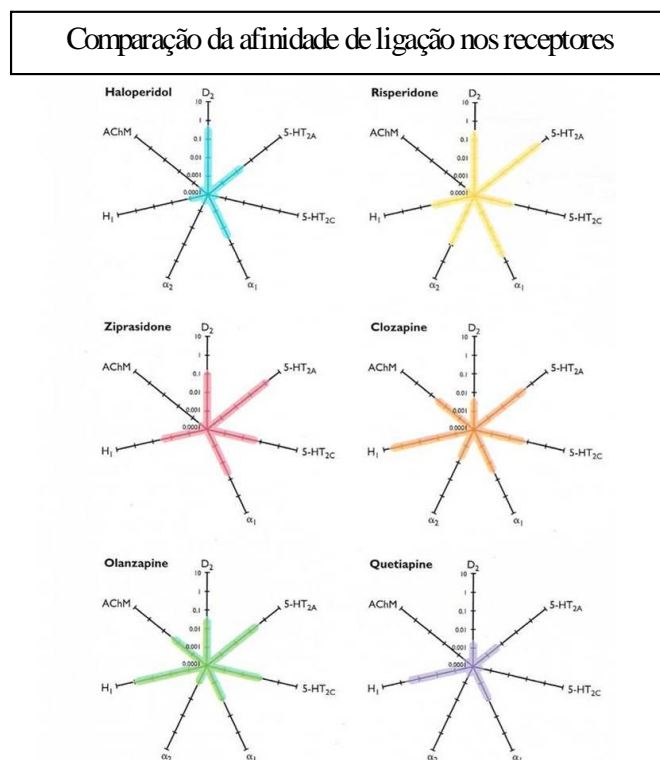 Comparação da afinidade de ligação nos receptores
Haloperidol
D2
10
1
0.1
0.01
0.001
0.0001
AChM
5-HT2A
H1
5-HT2C
α2
α1
Risperidone
D2
10
1
0.1
0.01
0.001
0.0001
AChM
5-HT2A
H1
5-HT2C
α2
α1
Ziprasidone
D2
10
1
0.1
0.01
0.001
0.0001
AChM
5-HT2A
H1
5-HT2C
α1
Clozapine
D2
10
1
0.1
0.01
0.001
0.0001
AChM
5-HT2A
H1
5-HT2C
α2
α1
Olanzapine
D2
10
1
0.1
0.01
0.001
0.0001
AChM
5-HT2A
H1
5-HT2C
α2
α1
Quetiapine
D2
10
1
0.1
0.01
0.001
0.0001
AChM
5-HT2A
H1
5-HT2C
α2
α1